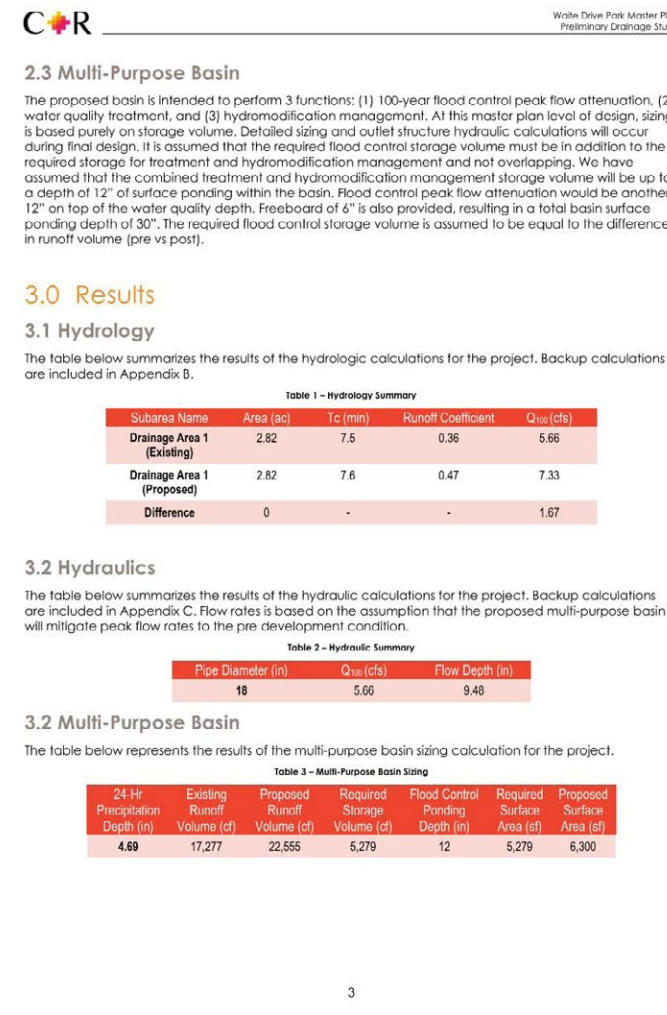 C R
Waite Drive Park Master Pl
Preliminary Drainage Stu
2.3 Multi-Purpose Basin
The proposed basin is intended to perform 3 functions: (1) 100-year flood control peak flow attenuation, (2
water quality treatment, and (3) hydromodification management. At this master plan level of design, sizing
is based purely on storage volume. Detailed sizing and outlet structure hydraulic calculations will occur
during final design. It is assumed that the required flood control storage volume must be in addition to the
required storage for treatment and hydromodification management and not overlapping. We have
assumed that the combined treatment and hydromodification management storage volume will be up to
a depth of 12" of surface ponding within the basin. Flood control peak flow attenuation would be another
12" on top of the water quality depth. Freeboard of 6" is also provided, resulting in a total basin surface
ponding depth of 30". The required flood control storage volume is assumed to be equal to the difference
in runoff volume (pre vs post).
3.0 Results
3.1 Hydrology
The table below summarizes the results of the hydrologic calculations for the project. Backup calculations
are included in Appendix B.
Table 1 – Hydrology Summary
Subarea Name Area (ac) Tc (min) Runoff Coefficient Q100 (cfs)
Drainage Area 1 2.82 7.5 0.36 5.66
(Existing)
Drainage Area 1 2.82 7.6 0.47 7.33
(Proposed)
Difference 0 - - 1.67
3.2 Hydraulics
The table below summarizes the results of the hydraulic calculations for the project. Backup calculations
are included in Appendix C. Flow rates is based on the assumption that the proposed multi-purpose basin
will mitigate peak flow rates to the pre development condition.
Table 2 – Hydraulic Summary
Pipe Diameter (in) Q100 (cfs) Flow Depth (in)
18 5.66 9.48
3.2 Multi-Purpose Basin
The table below represents the results of the multi-purpose basin sizing calculation for the project.
Table 3 – Multi-Purpose Basin Sizing
24-Hr Existing Proposed Required Flood Control Required Proposed
Precipitation Runoff Runoff Storage Ponding Surface Surface
Depth (in) Volume (cf) Volume (cf) Volume (cf) Depth (in) Area (sf) Area (sf)
4.69 17,277 22,555 5,279 12 5,279 6,300
3